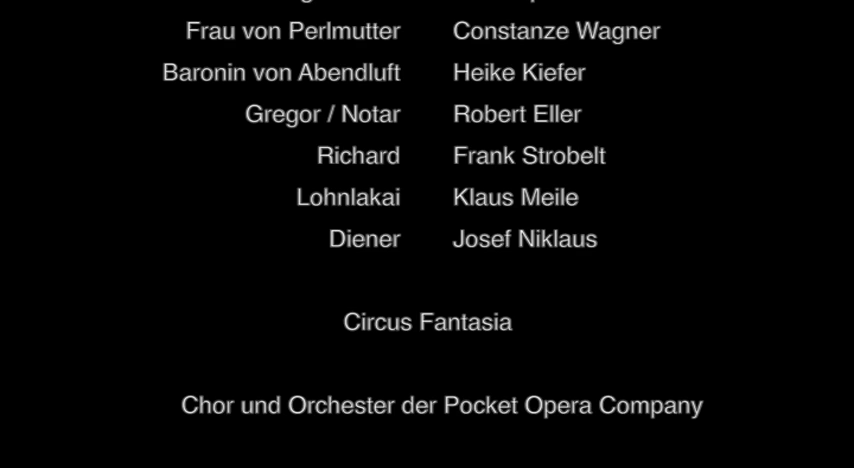 Frau von Perlmutter Constanze Wagner
Baronin von Abendluft Heike Kiefer
Gregor / Notar Robert Eller
Richard Frank Strobelt
Lohnlakai Klaus Meile
Diener Josef Niklaus
Circus Fantasia
Chor und Orchester der Pocket Opera Company